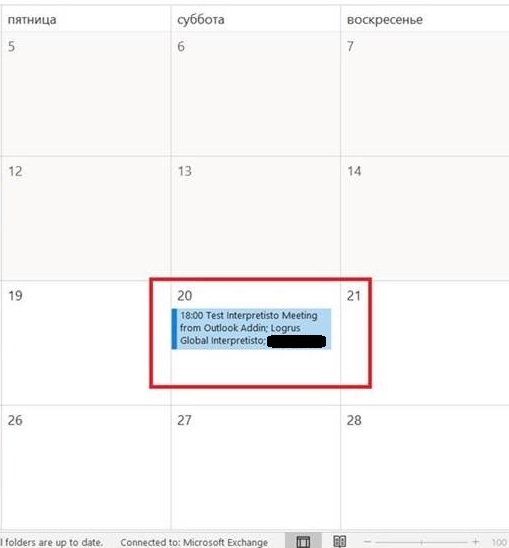 пятница суббота воскресенье
5 6 7
12 13 14
19 20 21
18:00 Test Interpretisto Meeting
from Outlook Addin; Logrus
Global Interpretisto;
26 27 28
l folders are up to date. Connected to: Microsoft Exchange 100